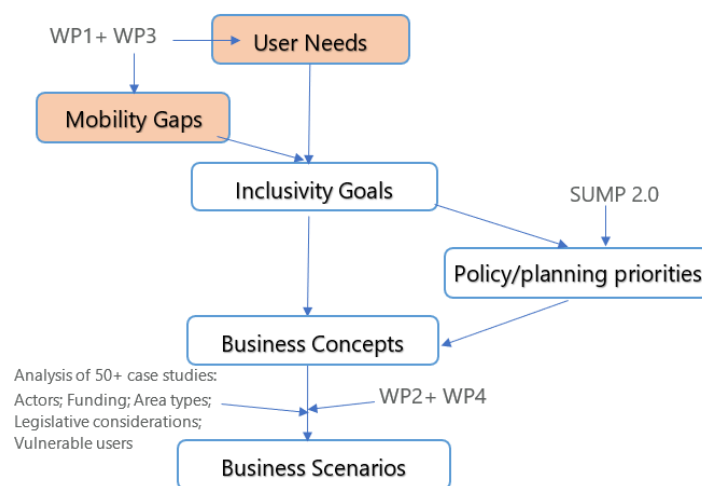 WP1+ WP3
User Needs
Mobility Gaps
Inclusivity Goals
SUMP 2.0
Policy/planning priorities
Business Concepts
Analysis of 50+ case studies:
Actors; Funding; Area types;
Legislative considerations;
Vulnerable users
WP2+ WP4
Business Scenarios